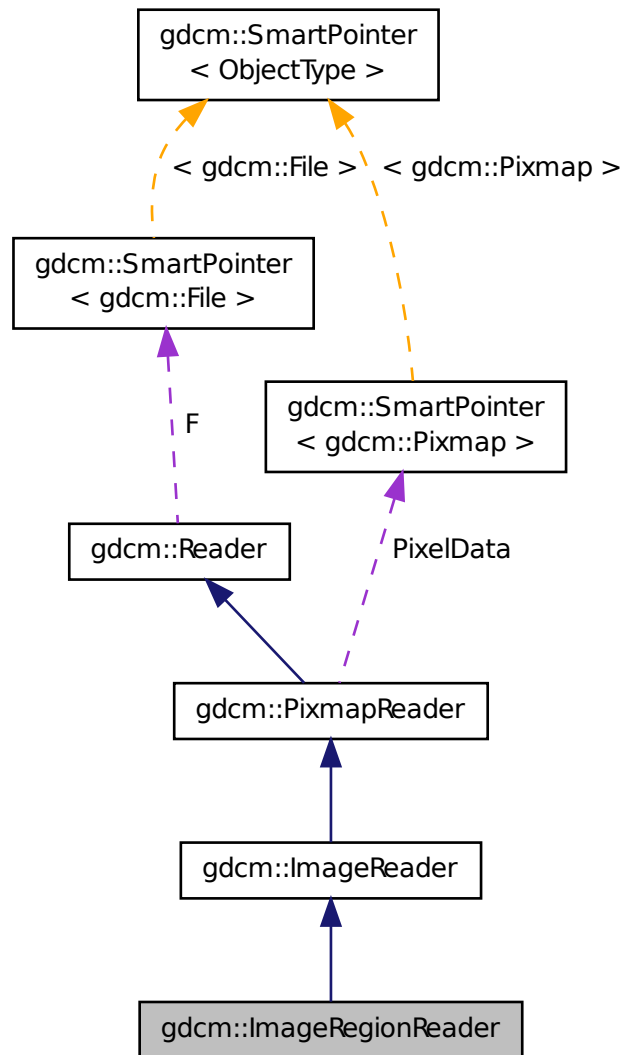 gdcm::SmartPointer
< ObjectType >
< gdcm::File >
< gdcm::Pixmap >
gdcm::SmartPointer
< gdcm::File >
gdcm::SmartPointer
< gdcm::Pixmap >
F
gdcm::Reader
PixelData
gdcm::PixmapReader
gdcm::ImageReader
gdcm::ImageRegionReader